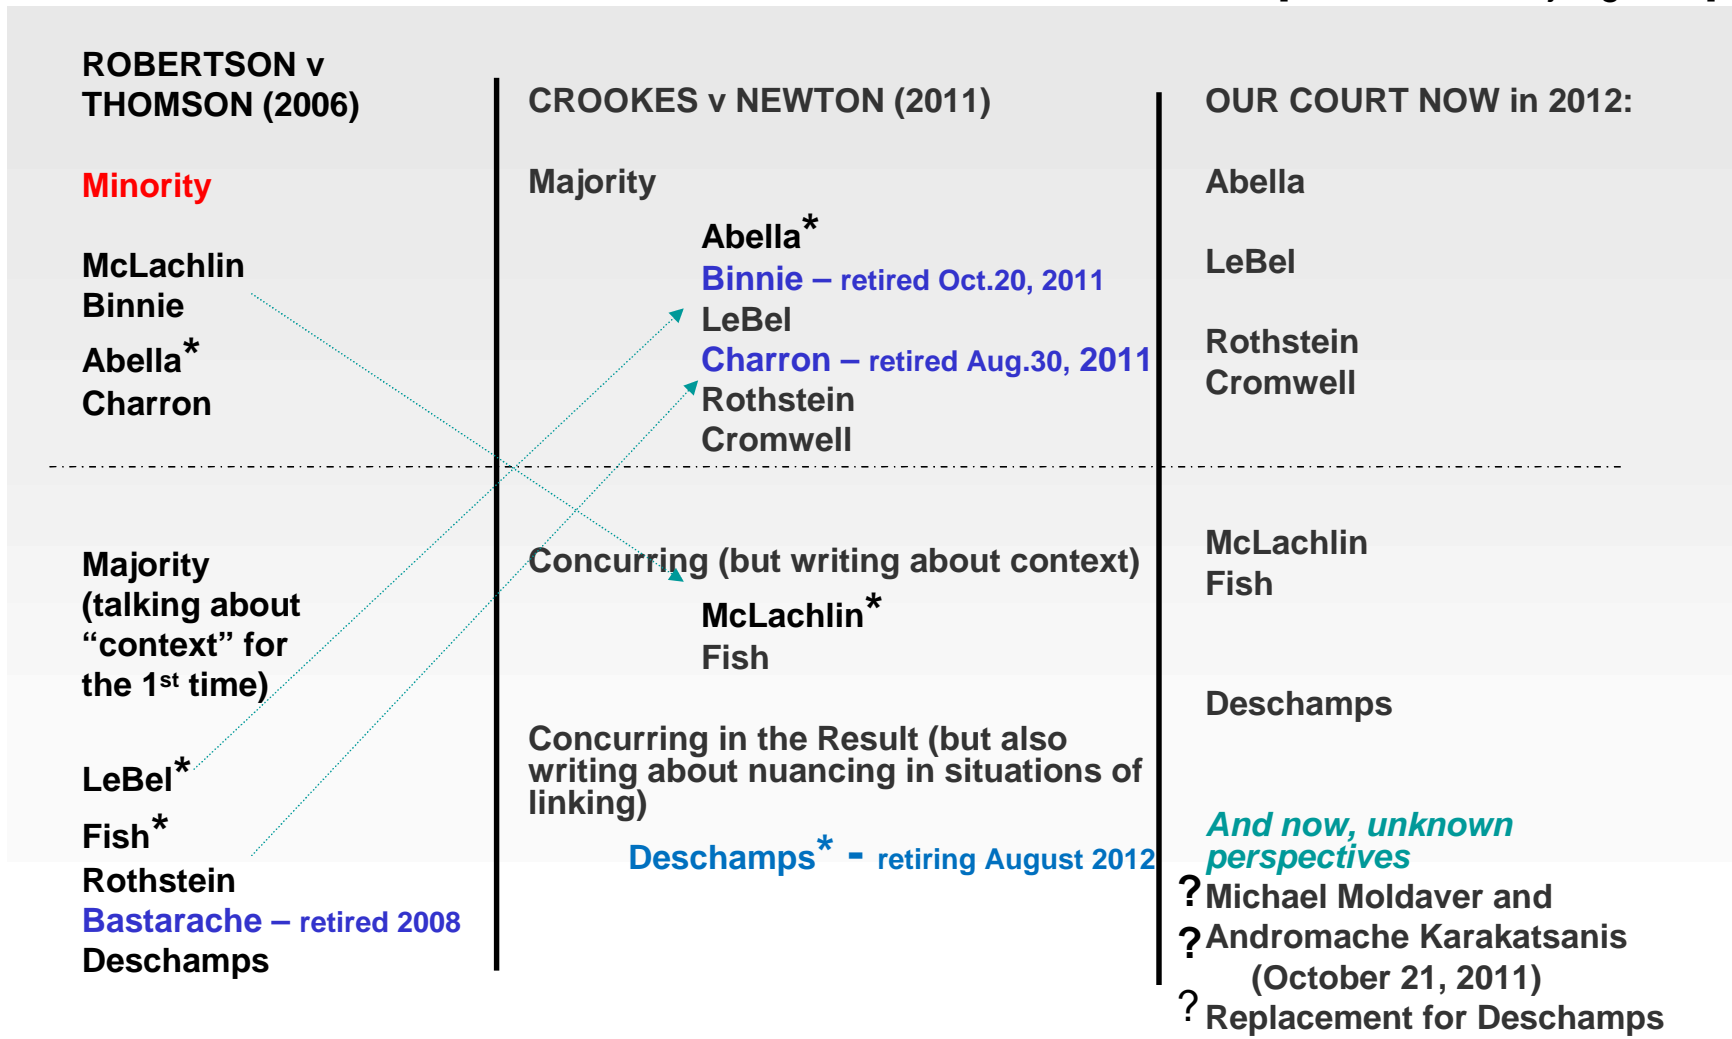 ROBERTSON v
THOMSON (2006)
Minority
McLachlin
Binnie
Abella*
Charron
Majority
(talking about
“context” for
the 1st time)
LeBel*
Fish*
Rothstein
Bastarache – retired 2008
Deschamps
CROOKES v NEWTON (2011)
Majority
Abella*
Binnie – retired Oct.20, 2011
LeBel
Charron – retired Aug.30, 2011
Rothstein
Cromwell
Concurring (but writing about context)
McLachlin*
Fish
Concurring in the Result (but also
writing about nuancing in situations of
linking)
Deschamps* - retiring August 2012
OUR COURT NOW in 2012:
Abella
LeBel
Rothstein
Cromwell
McLachlin
Fish
Deschamps
And now, unknown
perspectives
? Michael Moldaver and
? Andromache Karakatsanis
(October 21, 2011)
? Replacement for Deschamps